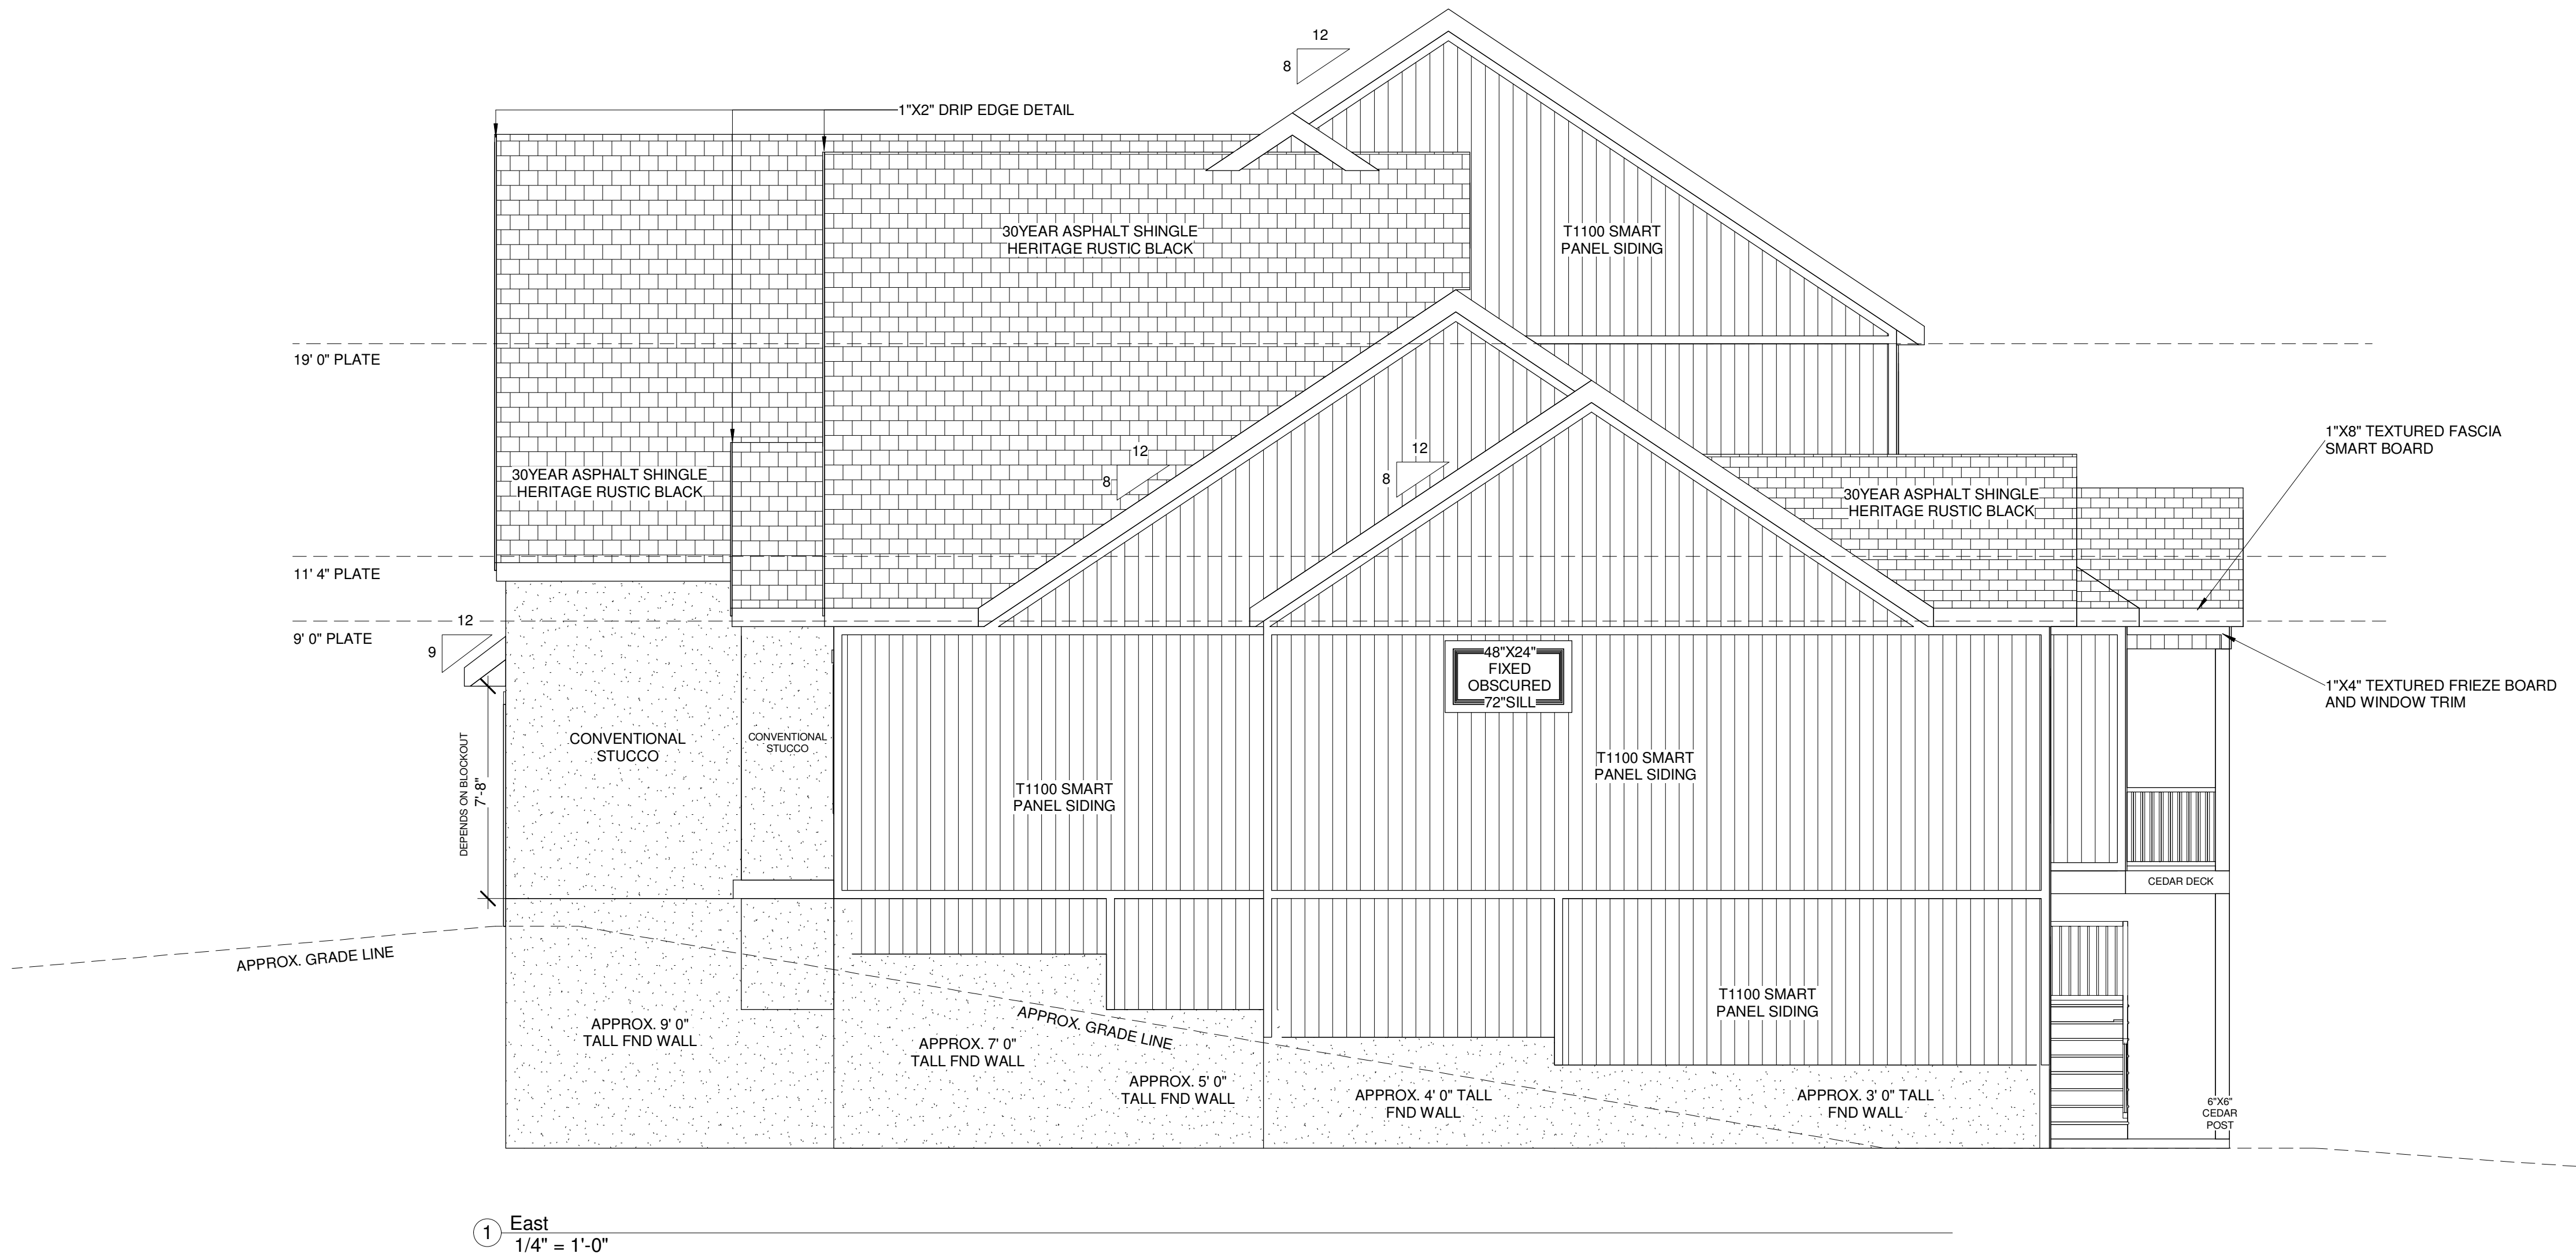 12
8
1"X2" DRIP EDGE DETAIL
30YEAR ASPHALT SHINGLE
HERITAGE RUSTIC BLACK
T1100 SMART
PANEL SIDING
19' 0" PLATE
1"X8" TEXTURED FASCIA
SMART BOARD
12
8
12
8
30YEAR ASPHALT SHINGLE
HERITAGE RUSTIC BLACK
30YEAR ASPHALT SHINGLE
HERITAGE RUSTIC BLACK
11' 4" PLATE
12
9
9' 0" PLATE
48"X24"
FIXED
OBSCURED
72"SILL
1"X4" TEXTURED FRIEZE BOARD
AND WINDOW TRIM
DEPENDS ON BLOCKOUT
7'-8"
CONVENTIONAL
STUCCO
CONVENTIONAL
STUCCO
T1100 SMART
PANEL SIDING
T1100 SMART
PANEL SIDING
CEDAR DECK
APPROX. GRADE LINE
APPROX. GRADE LINE
T1100 SMART
PANEL SIDING
APPROX. 9' 0"
TALL FND WALL
APPROX. 7' 0"
TALL FND WALL
APPROX. 5' 0"
TALL FND WALL
APPROX. 4' 0" TALL
FND WALL
APPROX. 3' 0" TALL
FND WALL
6"X6"
CEDAR
POST
1
East
1/4" = 1'-0"